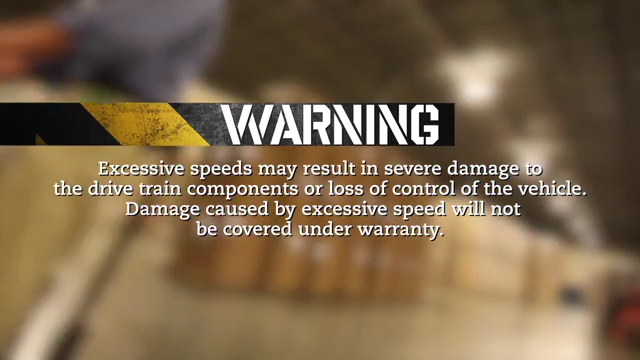 WARNING
Excessive speeds may result in severe damage to
the drive train components or loss of control of the vehicle.
Damage caused by excessive speed will not
be covered under warranty.